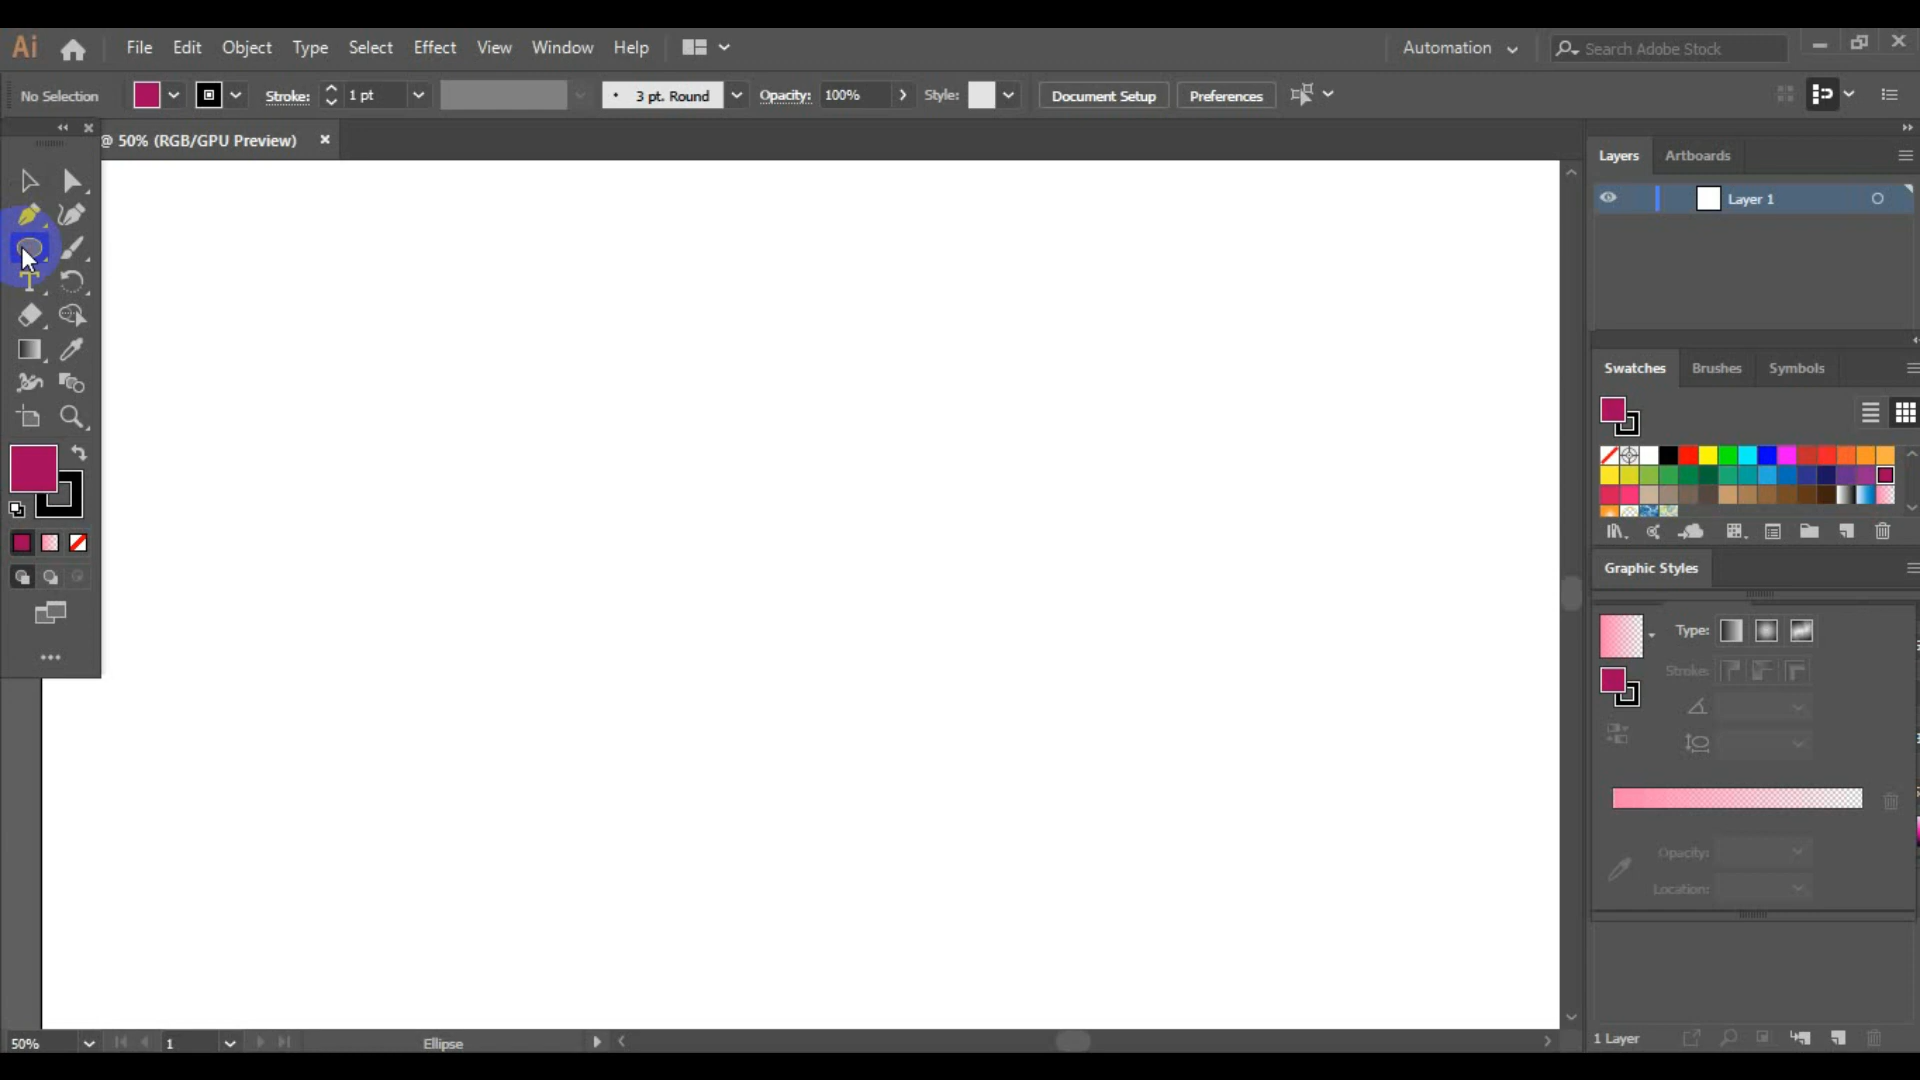 Ai File Edit Object Type Select Effect View Window Help Automation Search Adobe Stock
No Selection Stroke: 1 pt 3 pt. Round Opacity: 100% Style: Document Setup Preferences
@ 50% (RGB/GPU Preview)
Layers Artboards
Layer 1
Swatches Brushes Symbols
Graphic Styles
Type:
Stroke:
Opacity:
Location:
50% 1 Ellipse 1 Layer